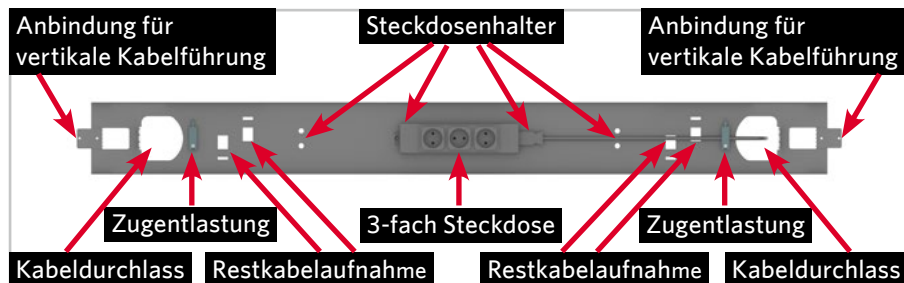 Anbindung für
vertikale Kabelführung
Steckdosenhalter
Anbindung für
vertikale Kabelführung
Zugentlastung
3-fach Steckdose
Zugentlastung
Kabeldurchlass
Restkabelaufnahme
Restkabelaufnahme
Kabeldurchlass